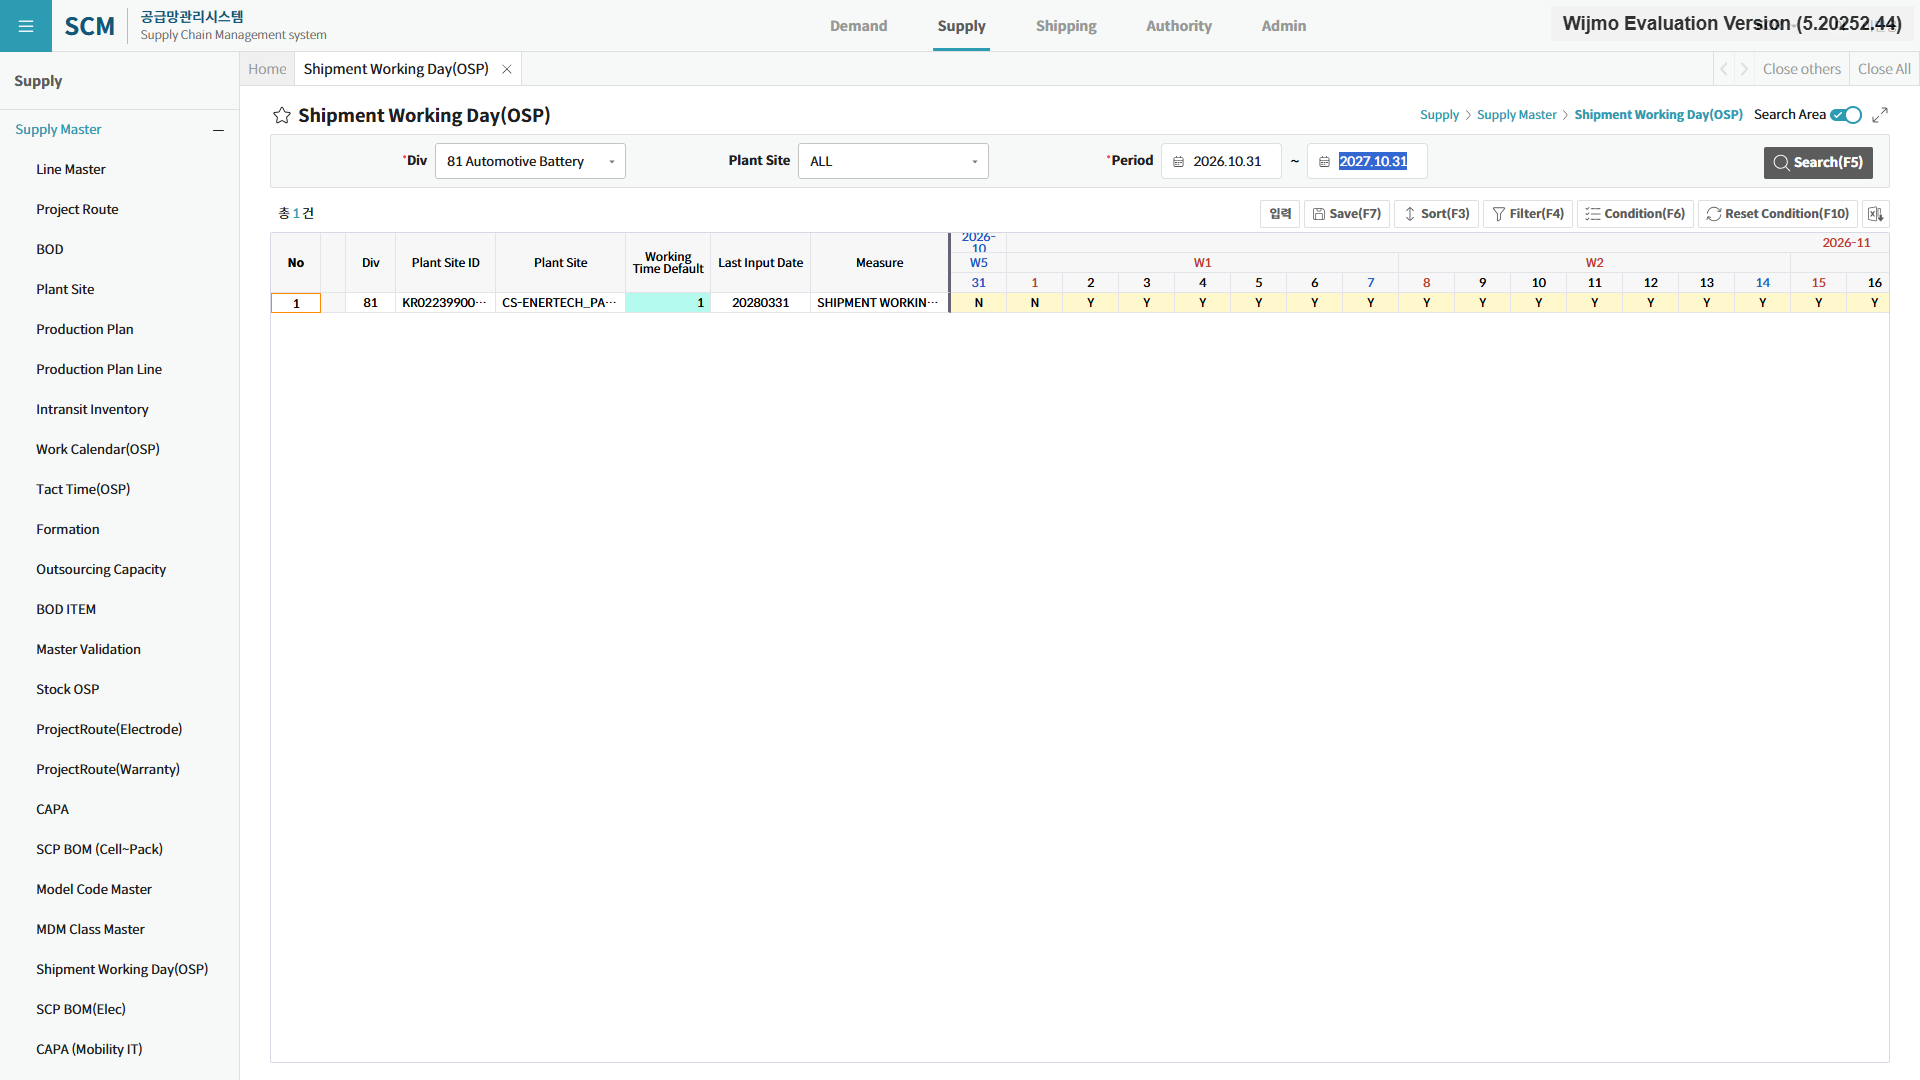 SCM
공급망관리시스템
Supply Chain Management system
Demand
Supply
Shipping
Authority
Admin
Wijmo Evaluation Version (5.20252.44)
Supply
Home
Shipment Working Day(OSP)
Close others
Close All
Supply Master
Line Master
Project Route
BOD
Plant Site
Production Plan
Production Plan Line
Intransit Inventory
Work Calendar(OSP)
Tact Time(OSP)
Formation
Outsourcing Capacity
BOD ITEM
Master Validation
Stock OSP
ProjectRoute(Electrode)
ProjectRoute(Warranty)
CAPA
SCP BOM (Cell~Pack)
Model Code Master
MDM Class Master
Shipment Working Day(OSP)
SCP BOM(Elec)
CAPA (Mobility IT)
Shipment Working Day(OSP)
Supply > Supply Master > Shipment Working Day(OSP)
Search Area
*Div 81 Automotive Battery
Plant Site ALL
*Period 2026.10.31 ~ 2027.10.31
Search(F5)
총 1 건
입력
Save(F7)
Sort(F3)
Filter(F4)
Condition(F6)
Reset Condition(F10)
No Div Plant Site ID Plant Site Working Time Default Last Input Date Measure
2026-10 2026-11
W5 W1 W2
31 1 2 3 4 5 6 7 8 9 10 11 12 13 14 15 16
1 81 KR02239900··· CS-ENERTECH_PA··· 1 20280331 SHIPMENT WORKIN··· N N Y Y Y Y Y Y Y Y Y Y Y Y Y Y Y